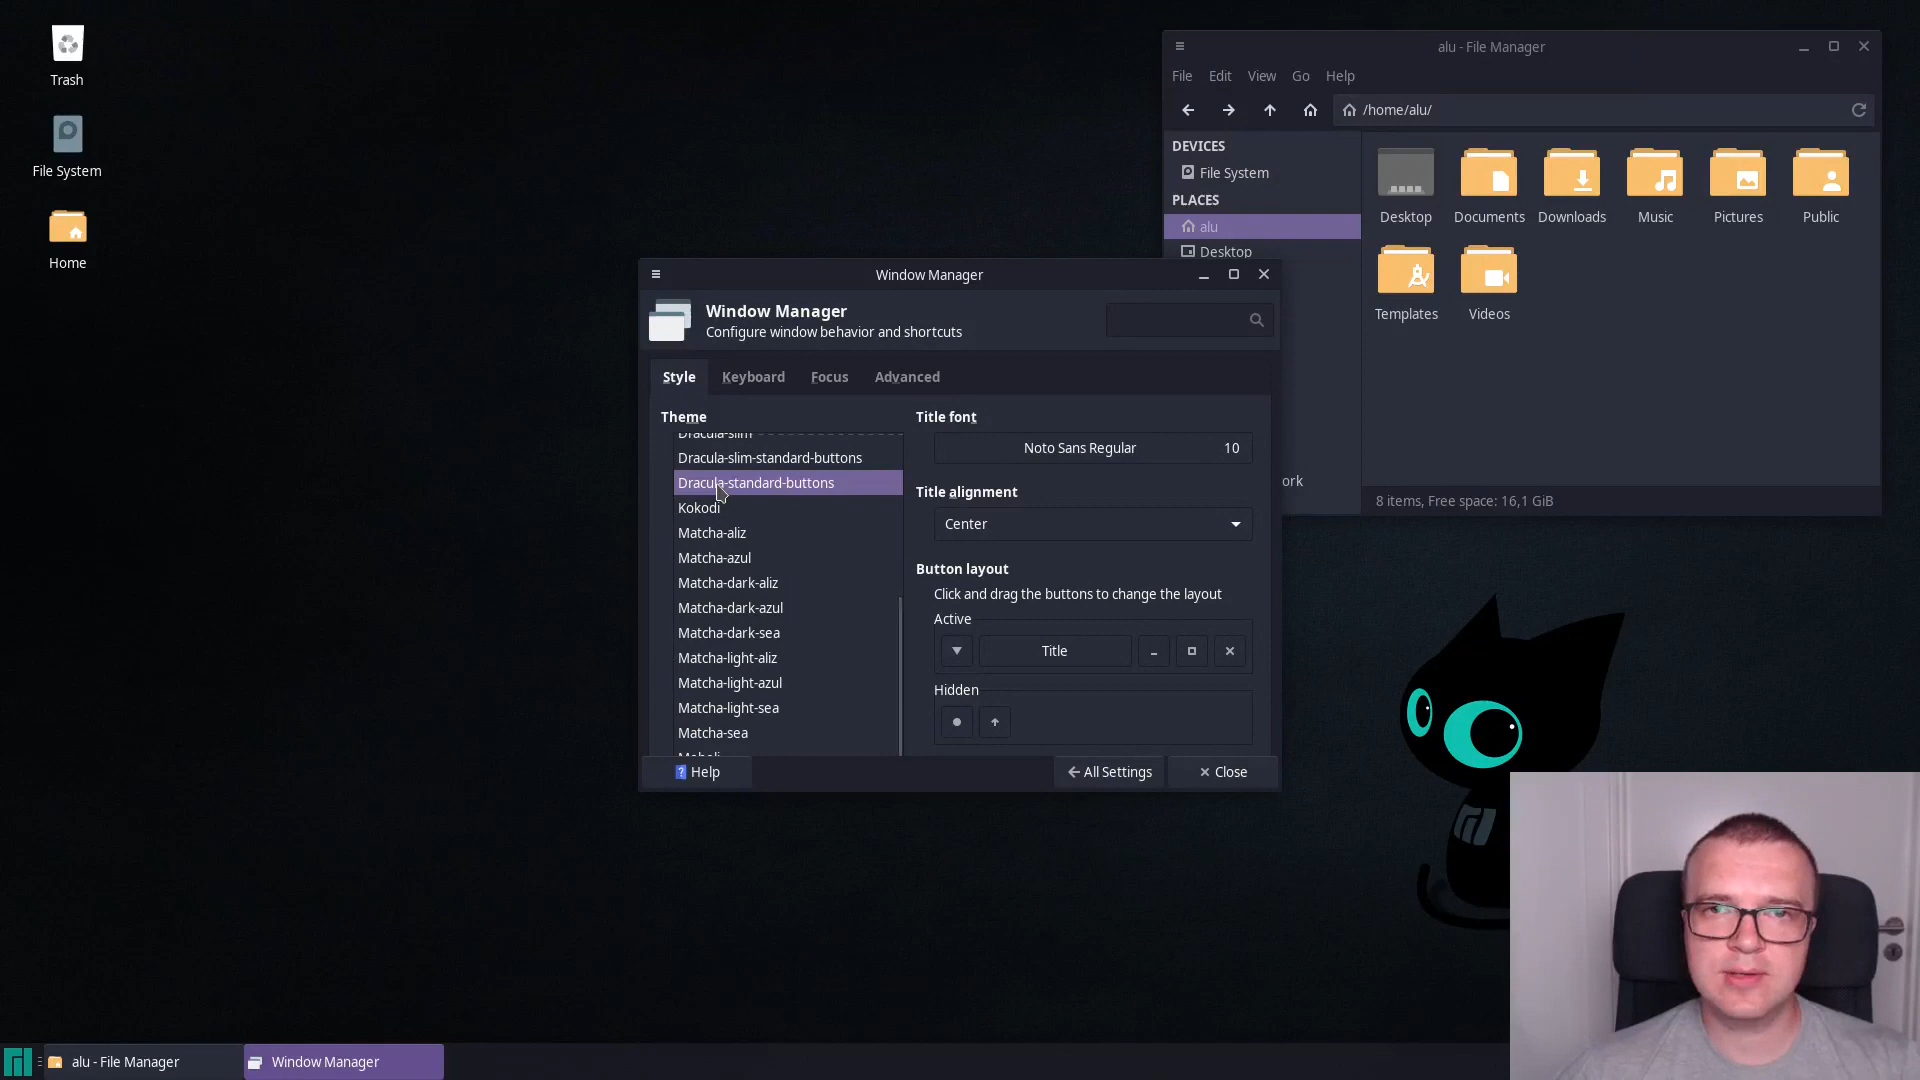 Trash
File System
Home
alu - File Manager
File Edit View Go Help
/home/alu/
DEVICES
File System
PLACES
alu
Desktop
ork
Desktop Documents Downloads Music Pictures Public
Templates Videos
8 items, Free space: 16,1 GiB
Window Manager
Window Manager
Configure window behavior and shortcuts
Style Keyboard Focus Advanced
Theme
Dracula-slim
Dracula-slim-standard-buttons
Dracula-standard-buttons
Kokodi
Matcha-aliz
Matcha-azul
Matcha-dark-aliz
Matcha-dark-azul
Matcha-dark-sea
Matcha-light-aliz
Matcha-light-azul
Matcha-light-sea
Matcha-sea
Title font
Noto Sans Regular 10
Title alignment
Center
Button layout
Click and drag the buttons to change the layout
Active
Title
Hidden
? Help
All Settings
Close
alu - File Manager
Window Manager